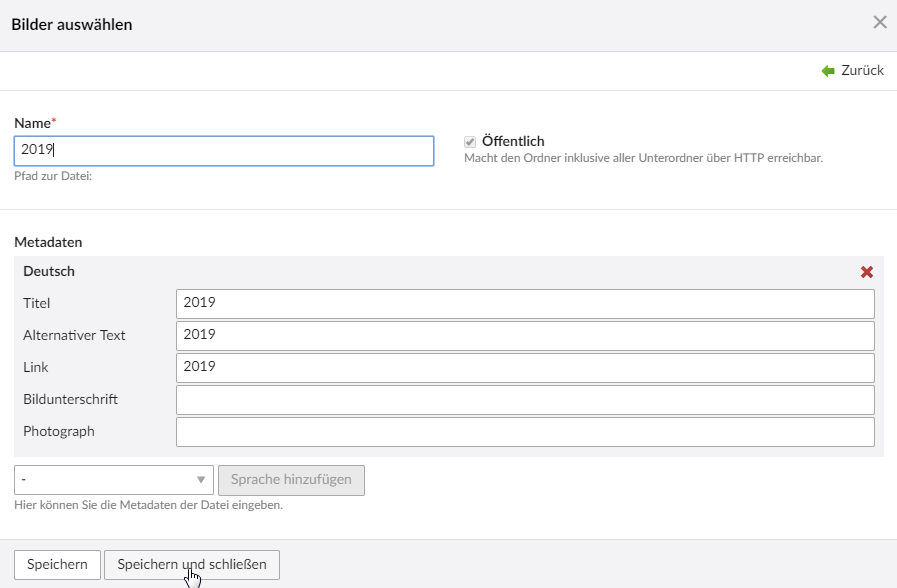 Bilder auswählen
Zurück
Name*
2019
Pfad zur Datei:
Öffentlich
Macht den Ordner inklusive aller Unterordner über HTTP erreichbar.
Metadaten
Deutsch
Titel 2019
Alternativer Text 2019
Link 2019
Bildunterschrift
Photograph
- Sprache hinzufügen
Hier können Sie die Metadaten der Datei eingeben.
Speichern Speichern und schließen